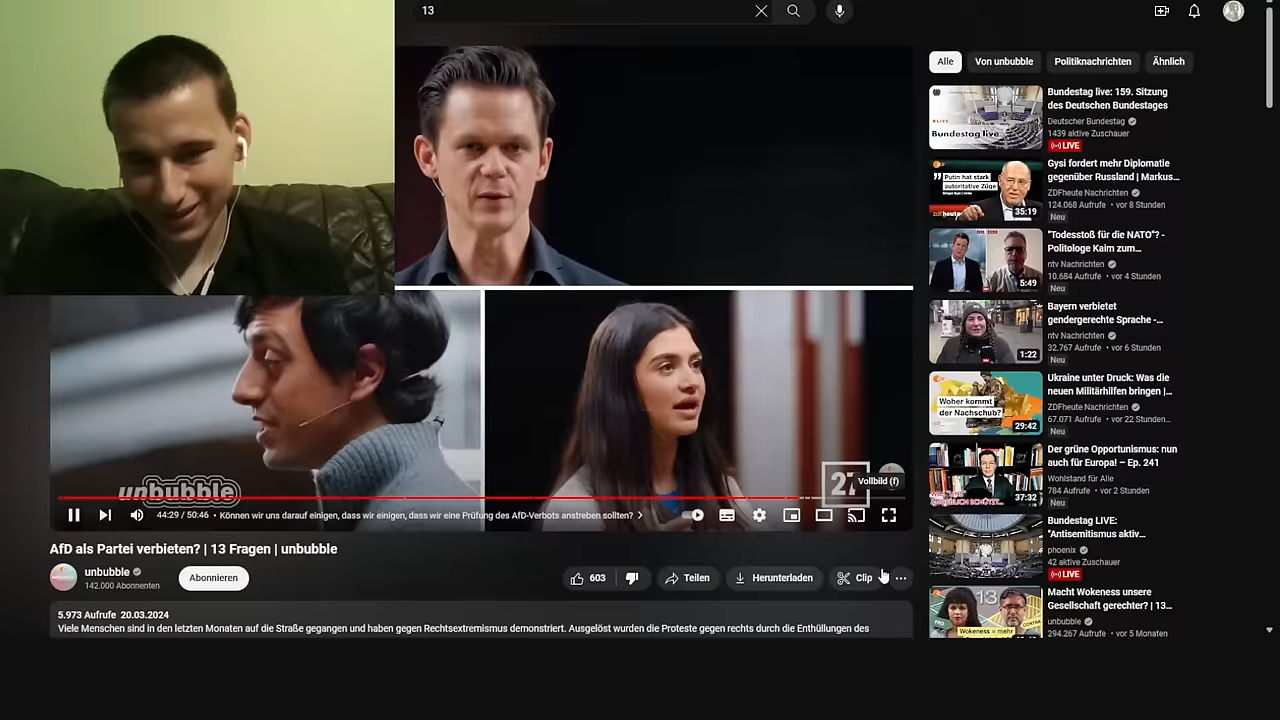 13
Alle
Von unbubble
Politiknachrichten
Ähnlich
Bundestag live
Bundestag live: 159. Sitzung
des Deutschen Bundestages
Deutscher Bundestag
1439 aktive Zuschauer
LIVE
"Putin hat stark
autoritative Züge
35:19
Gysi fordert mehr Diplomatie
gegenüber Russland | Markus...
ZDFheute Nachrichten
124.068 Aufrufe • vor 8 Stunden
Neu
5:49
"Todesstoß für die NATO"? -
Politologe Kaim zum...
ntv Nachrichten
10.684 Aufrufe • vor 4 Stunden
Neu
1:22
Bayern verbietet
gendergerechte Sprache -...
ntv Nachrichten
32.767 Aufrufe • vor 6 Stunden
Neu
Woher kommt
der Nachschub?
29:42
Ukraine unter Druck: Was die
neuen Militärhilfen bringen |...
ZDFheute Nachrichten
67.071 Aufrufe • vor 22 Stunden
Neu
37:32
Der grüne Opportunismus: nun
auch für Europa! – Ep. 241
Wohlstand für Alle
784 Aufrufe • vor 2 Stunden
Neu
Bundestag LIVE:
"Antisemitismus aktiv...
phoenix
42 aktive Zuschauer
LIVE
13
PRO
CONTRA
Wokeness = mehr
Macht Wokeness unsere
Gesellschaft gerechter? | 13...
unbubble
294.267 Aufrufe • vor 5 Monaten
unbubble
27
Vollbild (f)
44:29 / 50:46 • Können wir uns darauf einigen, dass wir einigen, dass wir eine Prüfung des AfD-Verbots anstreben sollten?
AfD als Partei verbieten? | 13 Fragen | unbubble
unbubble
142.000 Abonnenten
Abonnieren
603
Teilen
Herunterladen
Clip
5.973 Aufrufe 20.03.2024
Viele Menschen sind in den letzten Monaten auf die Straße gegangen und haben gegen Rechtsextremismus demonstriert. Ausgelöst wurden die Proteste gegen rechts durch die Enthüllungen des